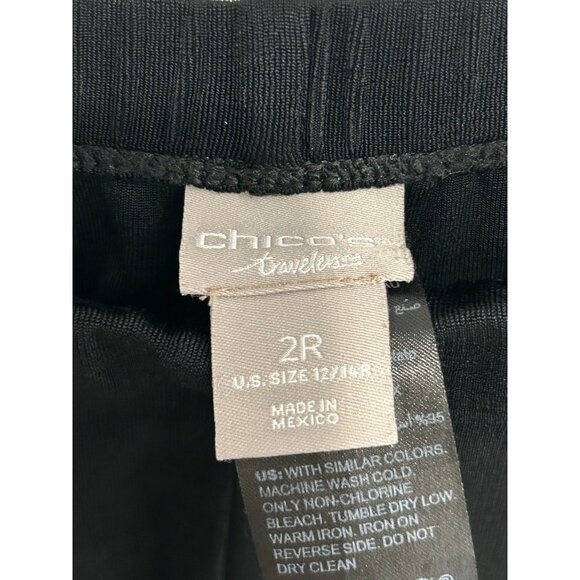 chico's
travelers
2R
U.S. SIZE 12/14R
MADE IN
MEXICO
%95
US: WITH SIMILAR COLORS.
MACHINE WASH COLD.
ONLY NON-CHLORINE
BLEACH. TUMBLE DRY LOW.
WARM IRON. IRON ON
REVERSE SIDE. DO NOT
DRY CLEAN